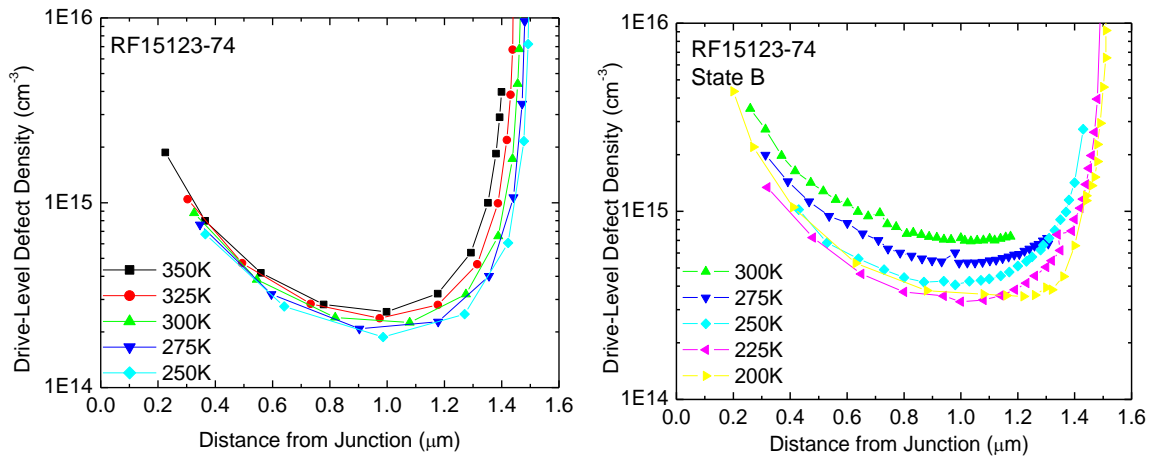 RF15123-74
Drive-Level Defect Density (cm-3)
1E16
1E15
1E14
350K
325K
300K
275K
250K
0.0 0.2 0.4 0.6 0.8 1.0 1.2 1.4 1.6
Distance from Junction (μm)
RF15123-74
State B
Drive-Level Defect Density (cm-3)
1E16
1E15
1E14
300K
275K
250K
225K
200K
0.0 0.2 0.4 0.6 0.8 1.0 1.2 1.4 1.6
Distance from Junction (μm)